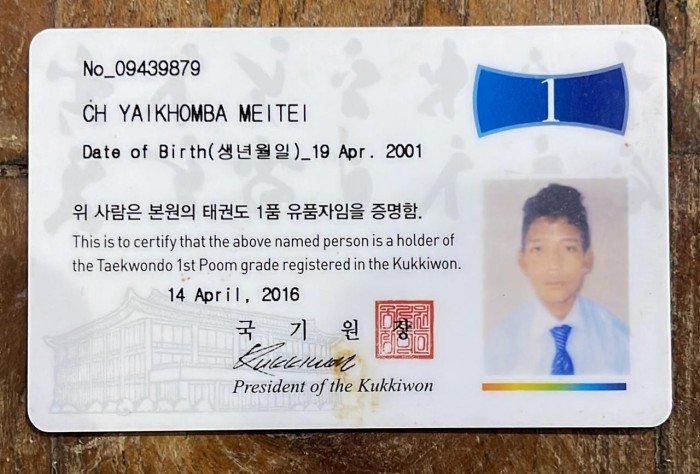 No_09439879
1
CH YAIKHOMBA MEITEI
Date of Birth(생년월일)_19 Apr. 2001
위 사람은 본원의 태권도 1품 유품자임을 증명함.
This is to certify that the above named person is a holder of
the Taekwondo 1st Poom grade registered in the Kukkiwon.
14 April, 2016
국 기 원 장
Kukkiwon
President of the Kukkiwon